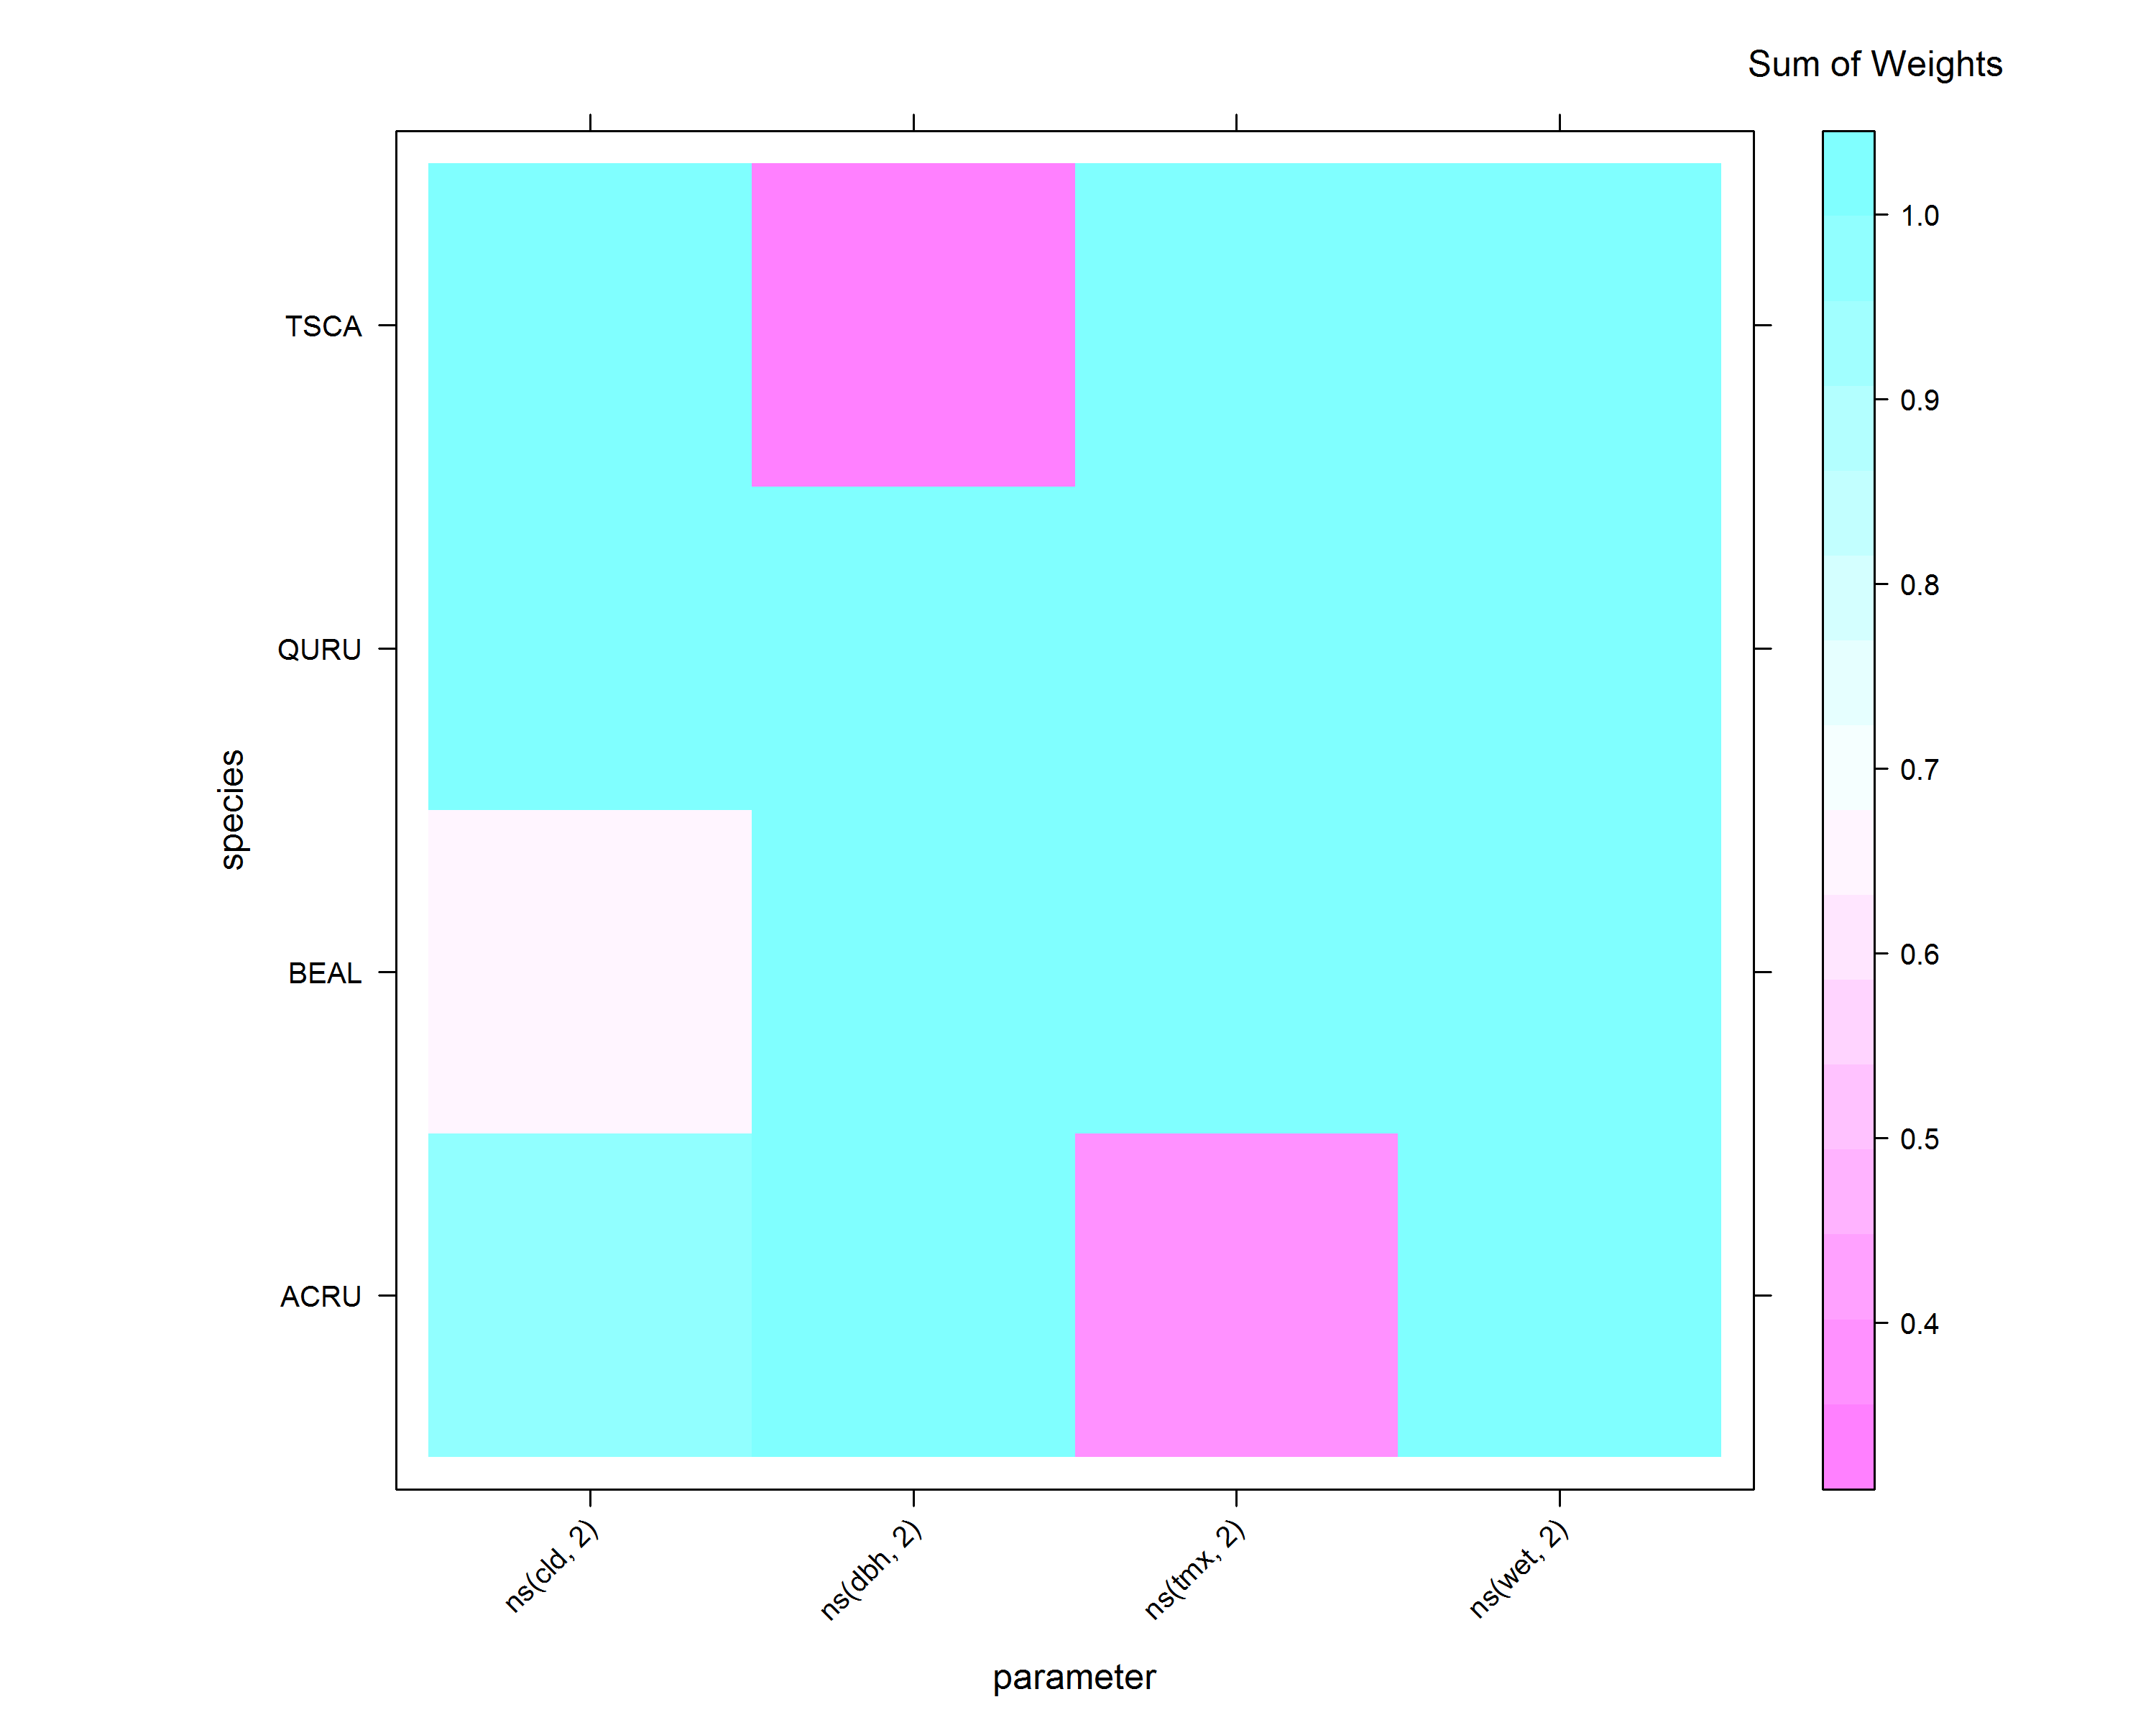 Sum of Weights
1.0
0.9
0.8
0.7
0.6
0.5
0.4
species
TSCA
QURU
BEAL
ACRU
ns(cld, 2)
ns(dbh, 2)
ns(tmx, 2)
ns(wet, 2)
parameter